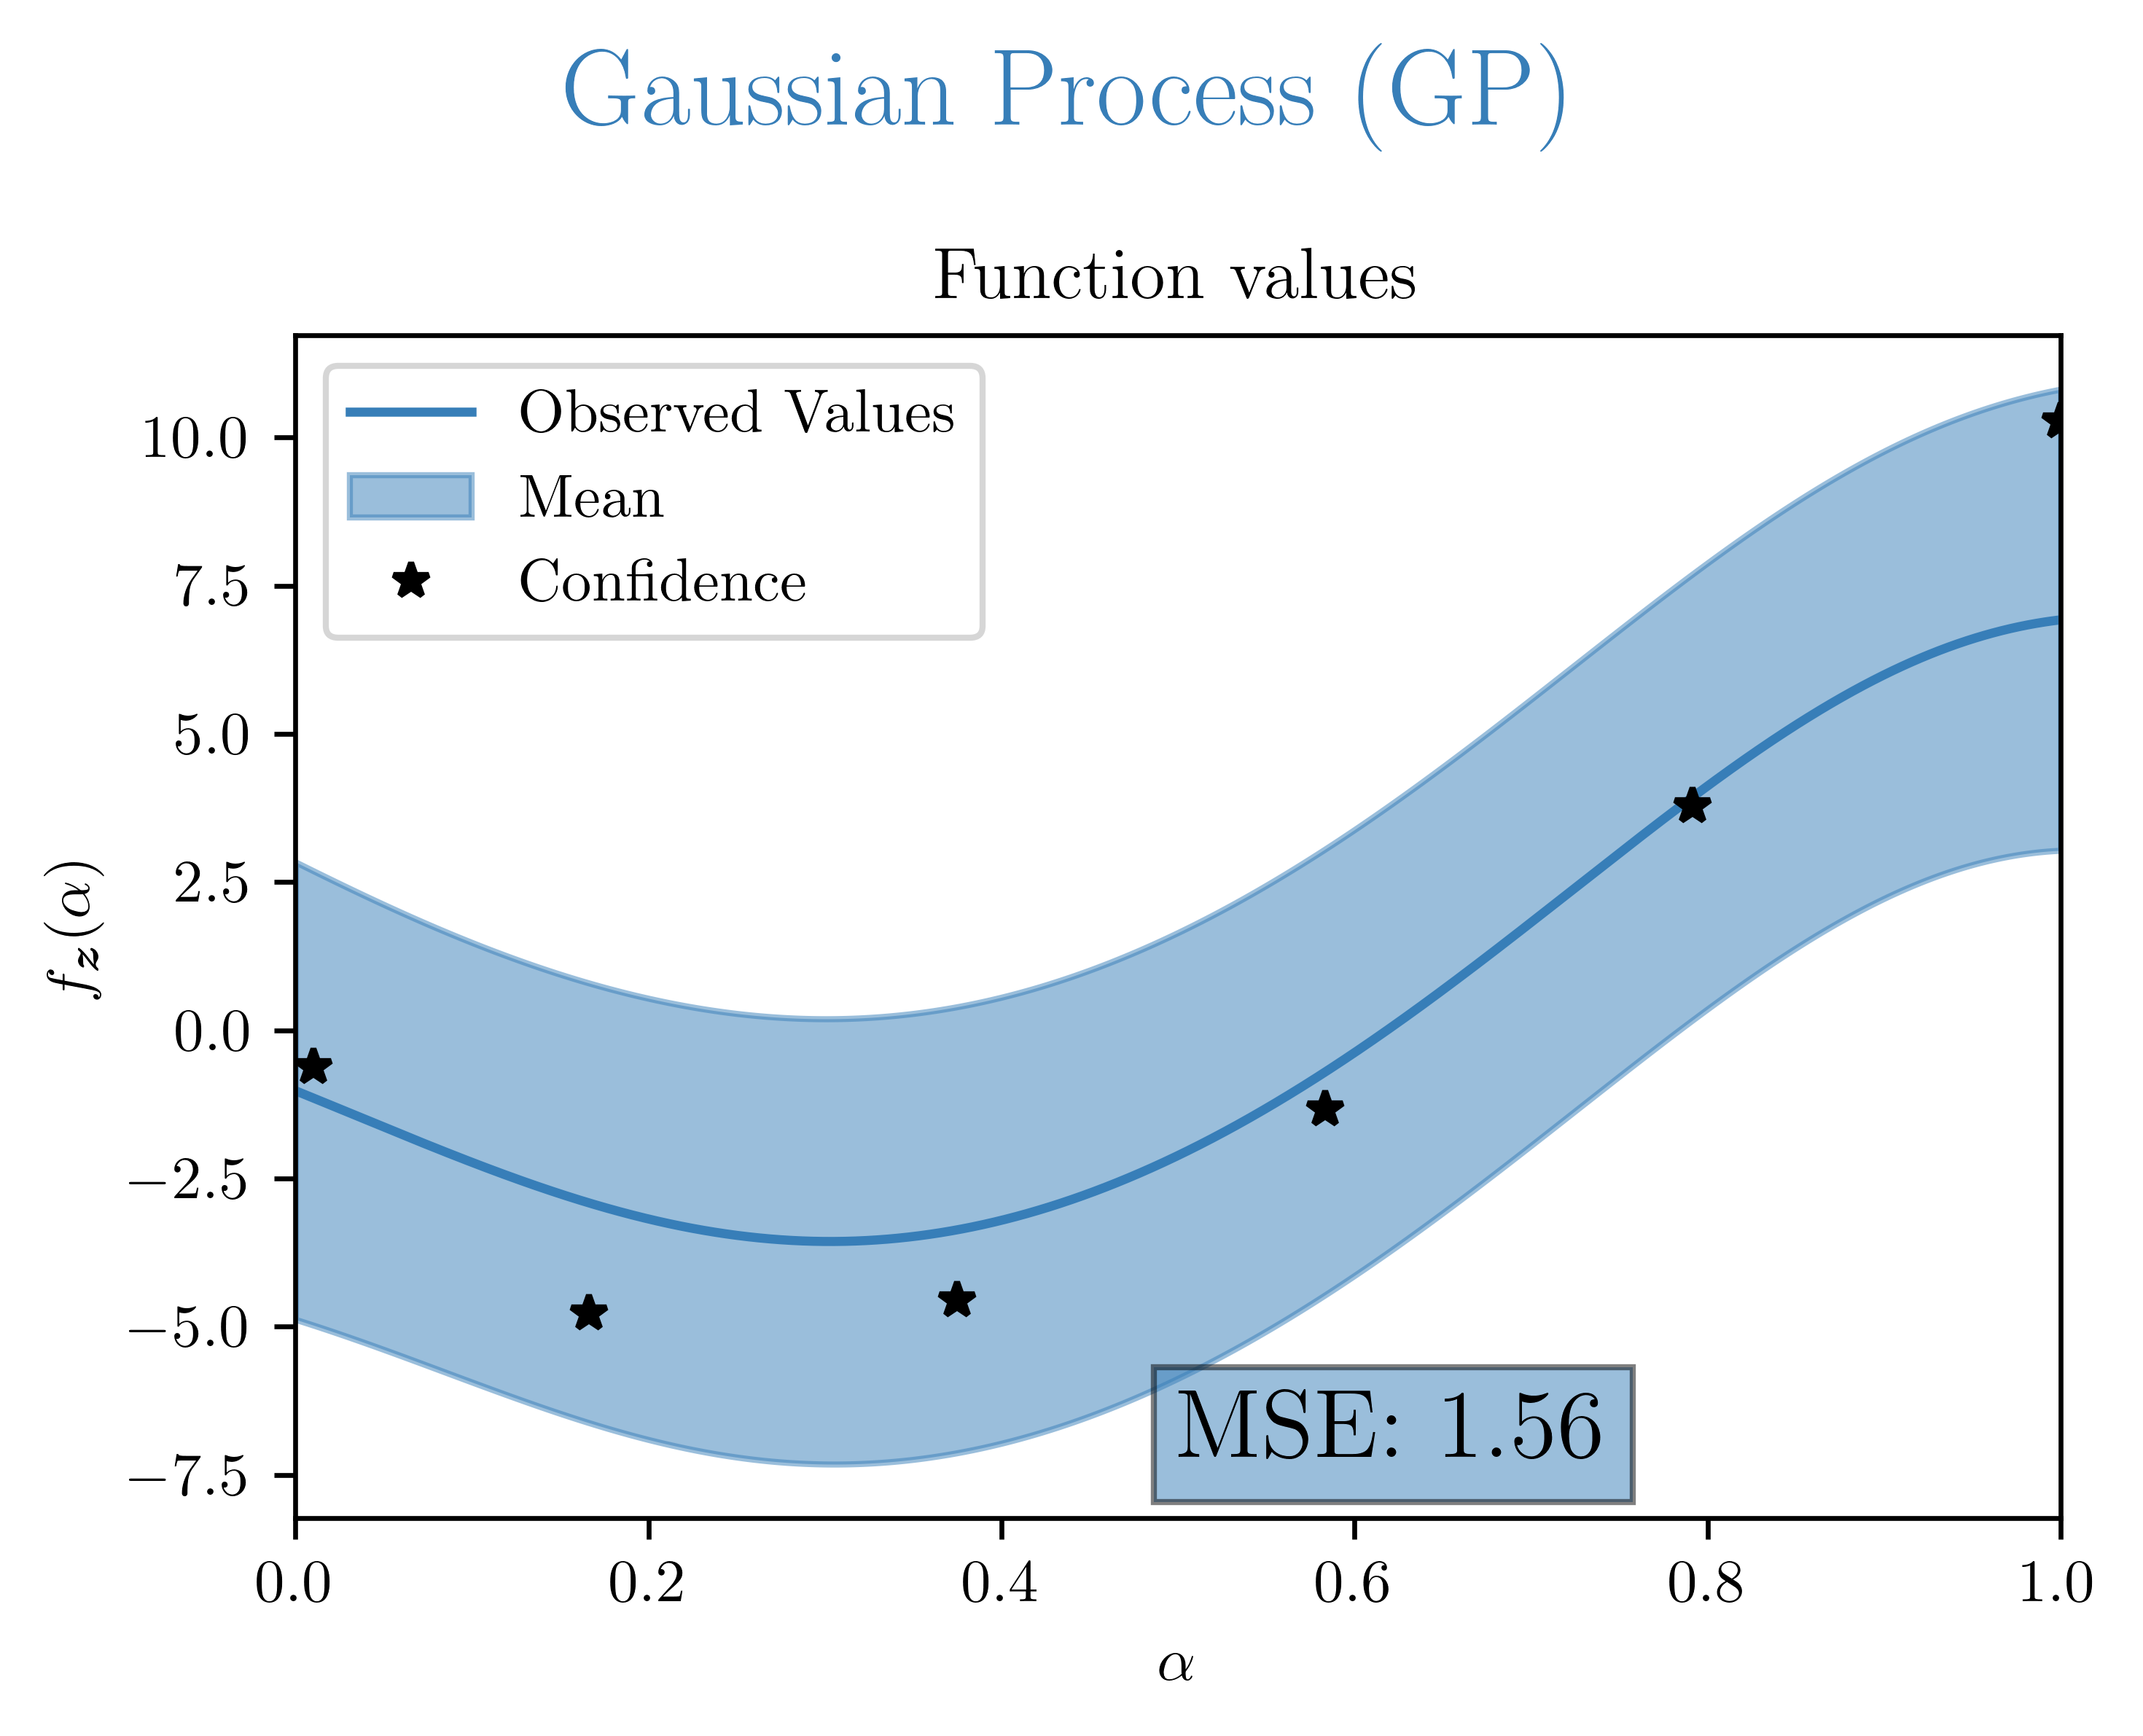 Gaussian Process (GP)
Function values
Observed Values
Mean
Confidence
10.0
7.5
5.0
2.5
0.0
−2.5
−5.0
−7.5
f_z(α)
MSE: 1.56
0.0 0.2 0.4 0.6 0.8 1.0
α